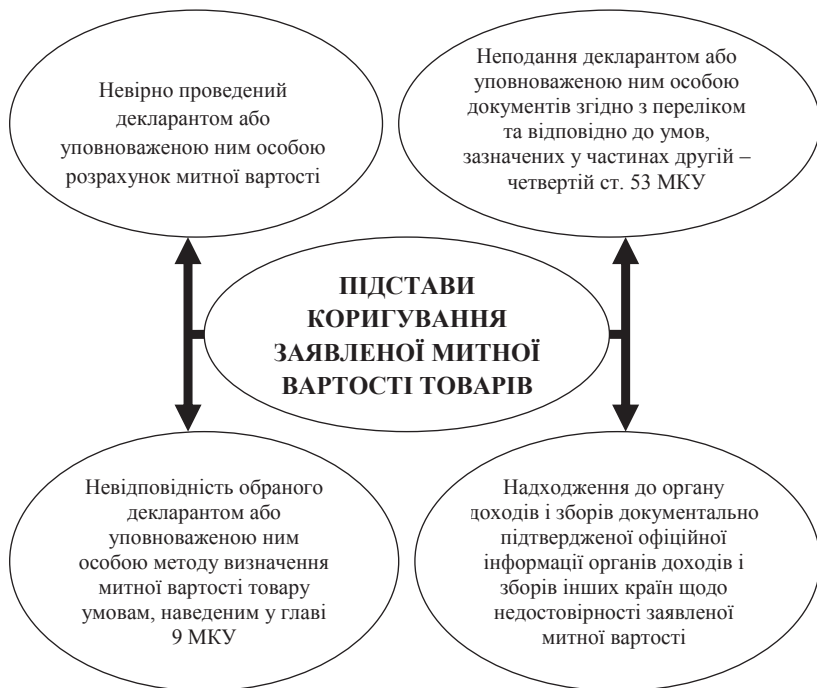 Невірно проведений
декларантом або
уповноваженою ним особою
розрахунок митної вартості
Неподання декларантом або
уповноваженою ним особою
документів згідно з переліком
та відповідно до умов,
зазначених у частинах другій –
четвертій ст. 53 МКУ
ПІДСТАВИ
КОРИГУВАННЯ
ЗАЯВЛЕНОЇ МИТНОЇ
ВАРТОСТІ ТОВАРІВ
Невідповідність обраного
декларантом або
уповноваженою ним
особою методу визначення
митної вартості товару
умовам, наведеним у главі
9 МКУ
Надходження до органу
доходів і зборів документально
підтвердженої офіційної
інформації органів доходів і
зборів інших країн щодо
недостовірності заявленої
митної вартості